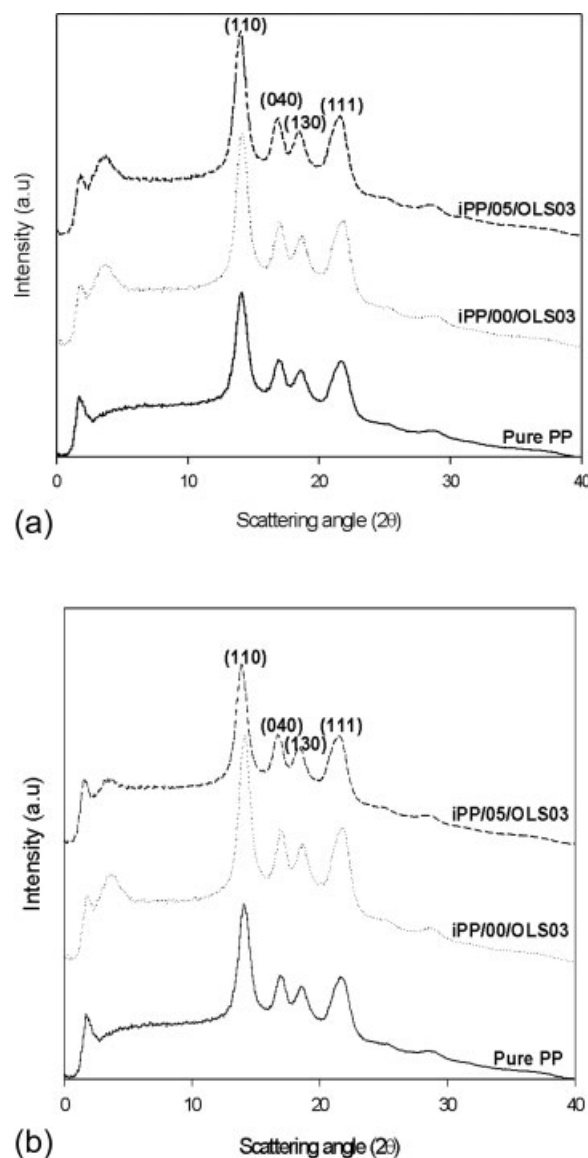 (110)
(040)
(130)
(111)
iPP/05/OLS03
iPP/00/OLS03
Pure PP
Intensity (a.u)
0
10
20
30
40
Scattering angle (2θ)
(a)
(110)
(040)
(130)
(111)
iPP/05/OLS03
iPP/00/OLS03
Pure PP
Intensity (a.u)
0
10
20
30
40
Scattering angle (2θ)
(b)